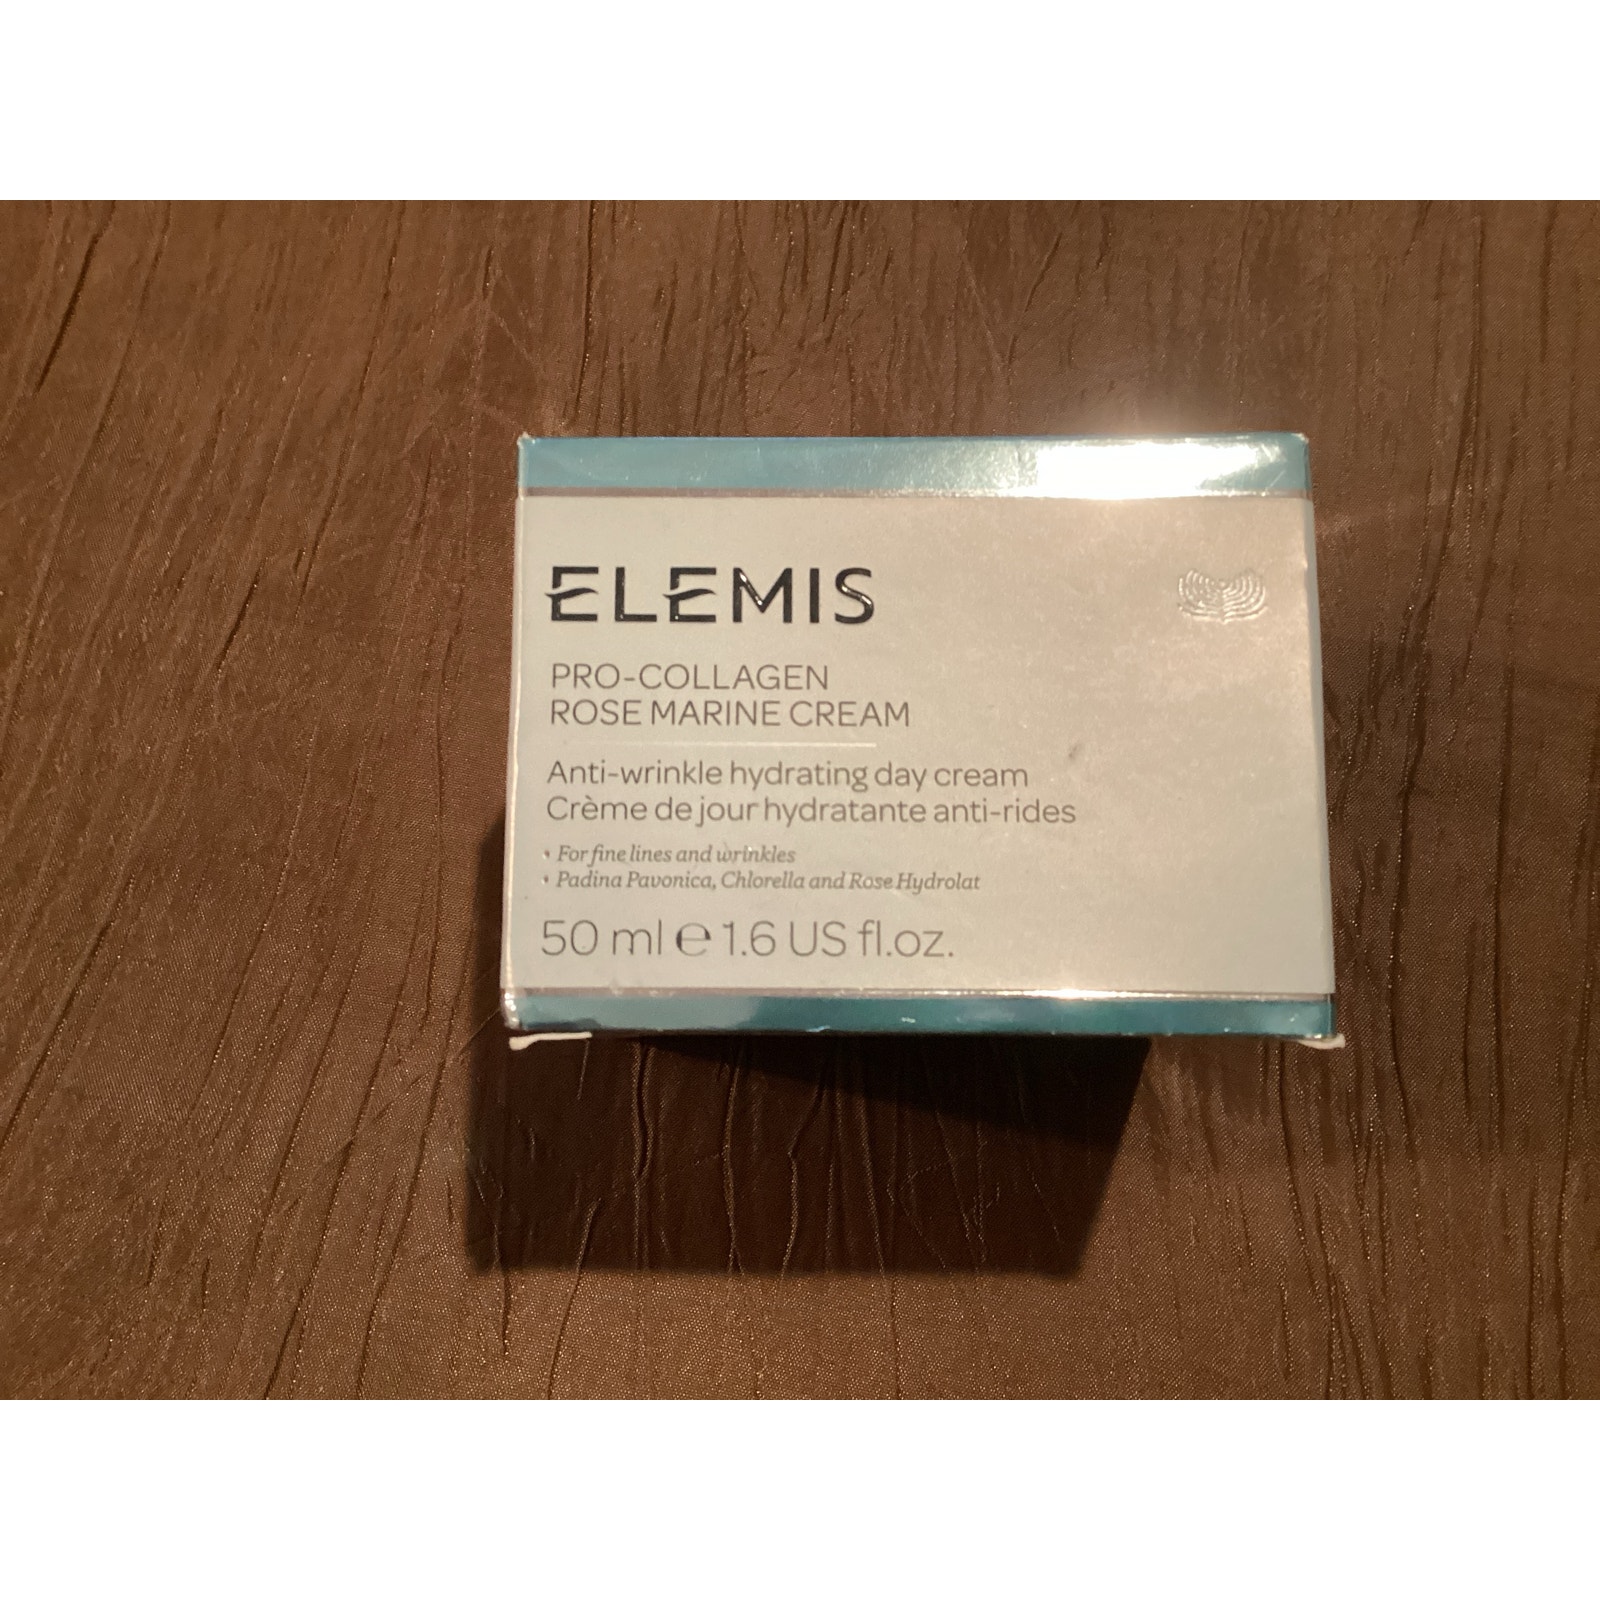 ELEMIS
PRO-COLLAGEN
ROSE MARINE CREAM
Anti-wrinkle hydrating day cream
Crème de jour hydratante anti-rides
• For fine lines and wrinkles
• Padina Pavonica, Chlorella and Rose Hydrolat
50 ml ℮ 1.6 US fl.oz.